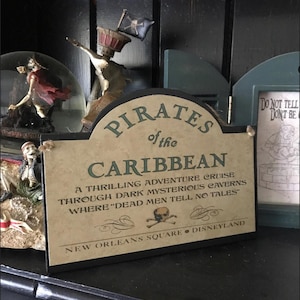 PIRATES
of the
CARIBBEAN
A THRILLING ADVENTURE CRUISE
THROUGH DARK MYSTERIOUS CAVERNS
WHERE "DEAD MEN TELL NO TALES"
NEW ORLEANS SQUARE • DISNEYLAND
DO NOT TELL
DON'T BE